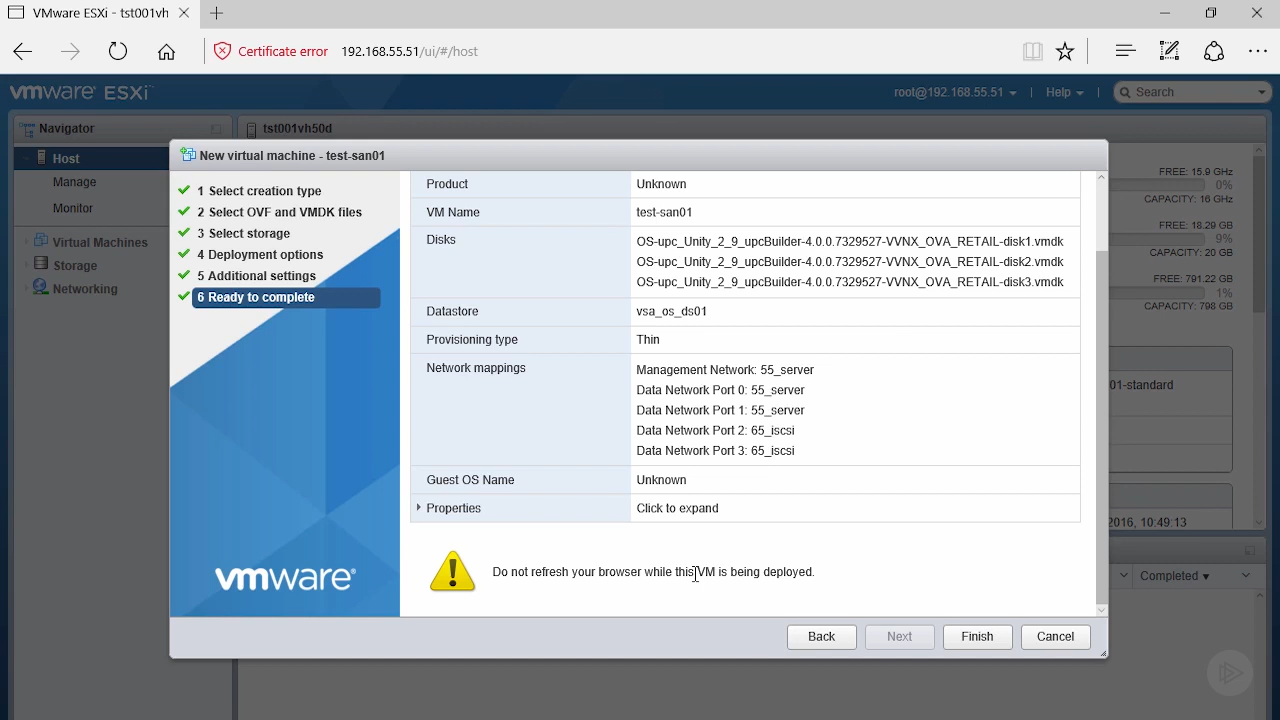 VMware ESXi - tst001vh
Certificate error 192.168.55.51/ui/#/host
vmware ESXi
root@192.168.55.51 | Help | Search
Navigator
tst001vh50d
Host
Manage
Monitor
Virtual Machines
Storage
Networking
New virtual machine - test-san01
1 Select creation type
2 Select OVF and VMDK files
3 Select storage
4 Deployment options
5 Additional settings
6 Ready to complete
vmware
Product Unknown
VM Name test-san01
Disks OS-upc_Unity_2_9_upcBuilder-4.0.0.7329527-VVNX_OVA_RETAIL-disk1.vmdk
OS-upc_Unity_2_9_upcBuilder-4.0.0.7329527-VVNX_OVA_RETAIL-disk2.vmdk
OS-upc_Unity_2_9_upcBuilder-4.0.0.7329527-VVNX_OVA_RETAIL-disk3.vmdk
Datastore vsa_os_ds01
Provisioning type Thin
Network mappings Management Network: 55_server
Data Network Port 0: 55_server
Data Network Port 1: 55_server
Data Network Port 2: 65_iscsi
Data Network Port 3: 65_iscsi
Guest OS Name Unknown
Properties Click to expand
Do not refresh your browser while this VM is being deployed.
Back Next Finish Cancel
FREE: 15.9 GHz
0%
CAPACITY: 16 GHz
FREE: 18.29 GB
9%
CAPACITY: 20 GB
FREE: 791.22 GB
1%
CAPACITY: 798 GB
01-standard
2016, 10:49:13
Completed